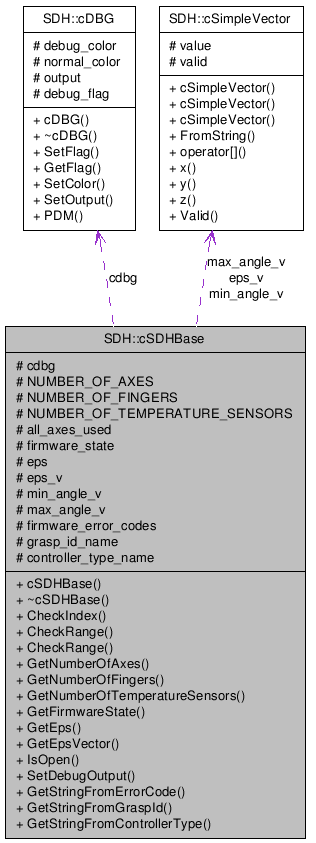 SDH::cDBG
# debug_color
# normal_color
# output
# debug_flag
+ cDBG()
+ ~cDBG()
+ SetFlag()
+ GetFlag()
+ SetColor()
+ SetOutput()
+ PDM()
SDH::cSimpleVector
# value
# valid
+ cSimpleVector()
+ cSimpleVector()
+ cSimpleVector()
+ FromString()
+ operator[]()
+ x()
+ y()
+ z()
+ Valid()
cdbg
max_angle_v
eps_v
min_angle_v
SDH::cSDHBase
# cdbg
# NUMBER_OF_AXES
# NUMBER_OF_FINGERS
# NUMBER_OF_TEMPERATURE_SENSORS
# all_axes_used
# firmware_state
# eps
# eps_v
# min_angle_v
# max_angle_v
# firmware_error_codes
# grasp_id_name
# controller_type_name
+ cSDHBase()
+ ~cSDHBase()
+ CheckIndex()
+ CheckRange()
+ CheckRange()
+ GetNumberOfAxes()
+ GetNumberOfFingers()
+ GetNumberOfTemperatureSensors()
+ GetFirmwareState()
+ GetEps()
+ GetEpsVector()
+ IsOpen()
+ SetDebugOutput()
+ GetStringFromErrorCode()
+ GetStringFromGraspId()
+ GetStringFromControllerType()